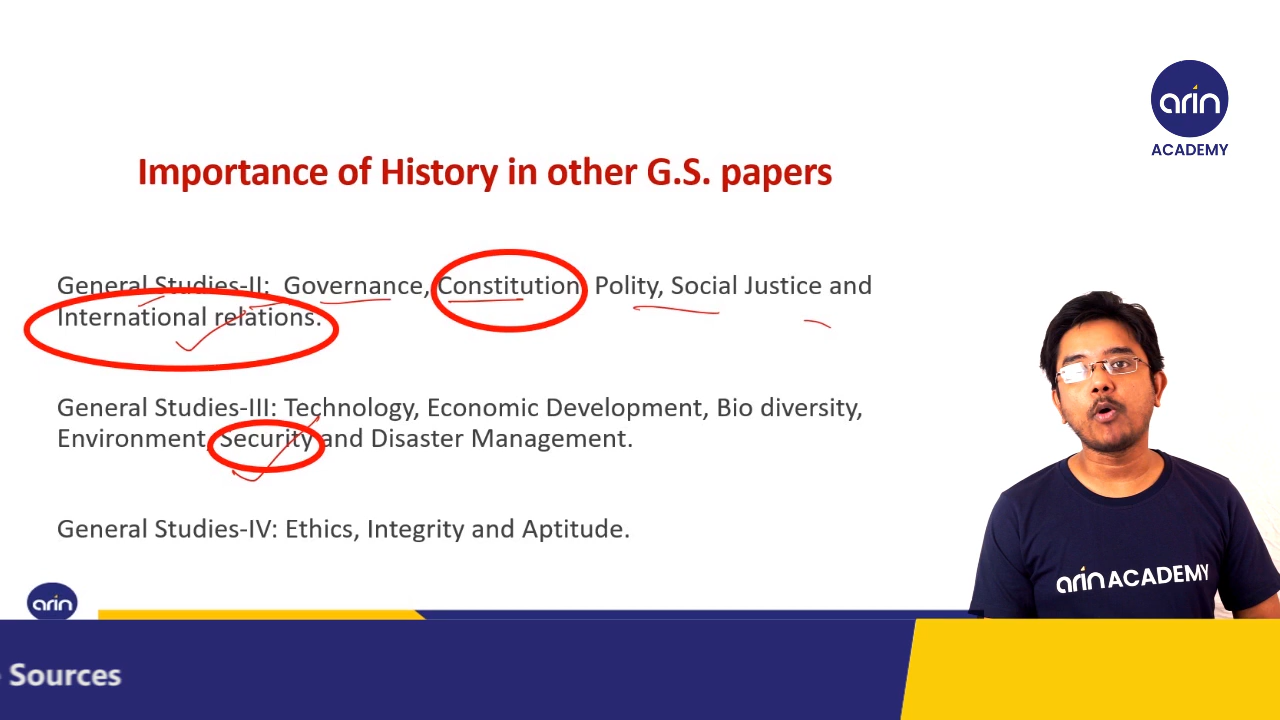 arin
ACADEMY
Importance of History in other G.S. papers
General Studies-II: Governance, Constitution, Polity, Social Justice and
International relations.
General Studies-III: Technology, Economic Development, Bio diversity,
Environment, Security and Disaster Management.
General Studies-IV: Ethics, Integrity and Aptitude.
arin ACADEMY
arin
Sources